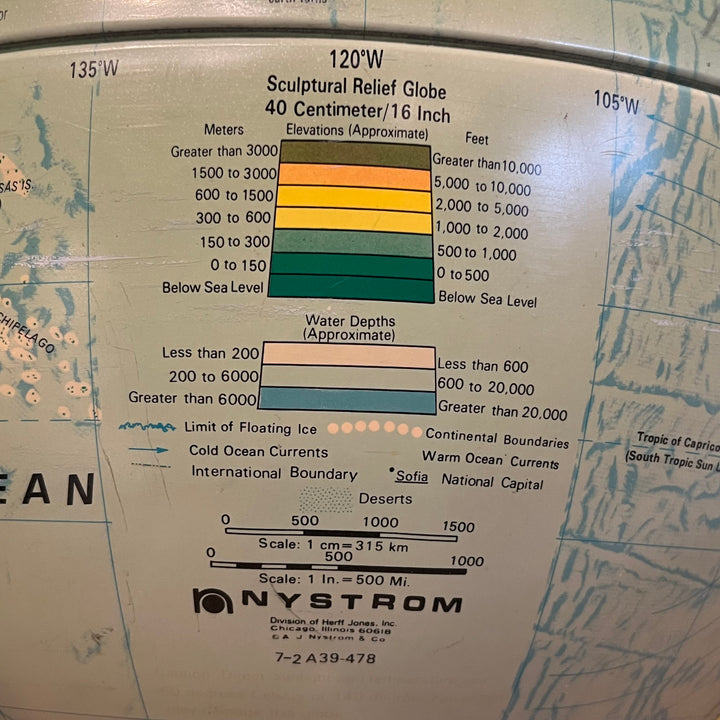 135°W
120°W
105°W
Sculptural Relief Globe
40 Centimeter/16 Inch
Meters Elevations (Approximate) Feet
Greater than 3000 Greater than 10,000
1500 to 3000 5,000 to 10,000
600 to 1500 2,000 to 5,000
300 to 600 1,000 to 2,000
150 to 300 500 to 1,000
0 to 150 0 to 500
Below Sea Level Below Sea Level
Water Depths
(Approximate)
Less than 200 Less than 600
200 to 6000 600 to 20,000
Greater than 6000 Greater than 20,000
Limit of Floating Ice Continental Boundaries
Cold Ocean Currents Warm Ocean Currents
International Boundary Sofia National Capital
Deserts
0 500 1000 1500
Scale: 1 cm=315 km
0 500 1000
Scale: 1 In.=500 Mi.
NYSTROM
Division of Herff Jones, Inc.
Chicago, Illinois 60618
© A J Nystrom & Co
7-2 A39-478
SAS IS.
CHIPELAGO
EAN
Tropic of Caprico
(South Tropic Sun L